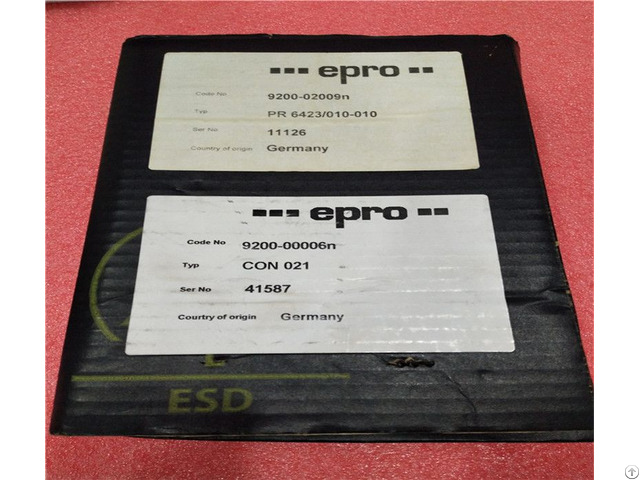 epro
Code No 9200-02009n
Typ PR 6423/010-010
Ser No 11126
Country of origin Germany
epro
Code No 9200-00006n
Typ CON 021
Ser No 41587
Courtry of origin Germany
ESD